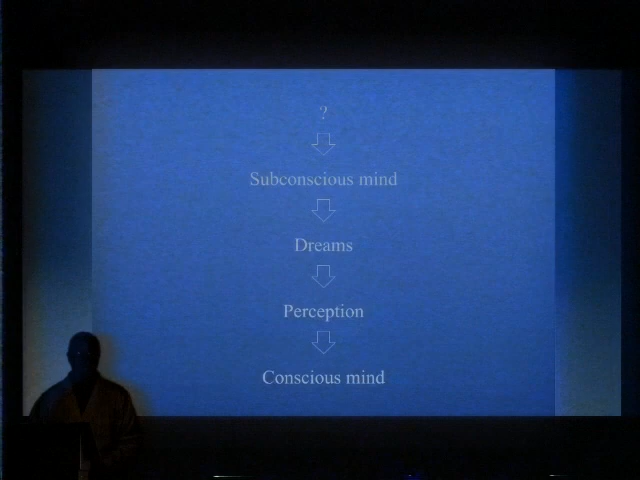 ?
Subconscious mind
Dreams
Perception
Conscious mind